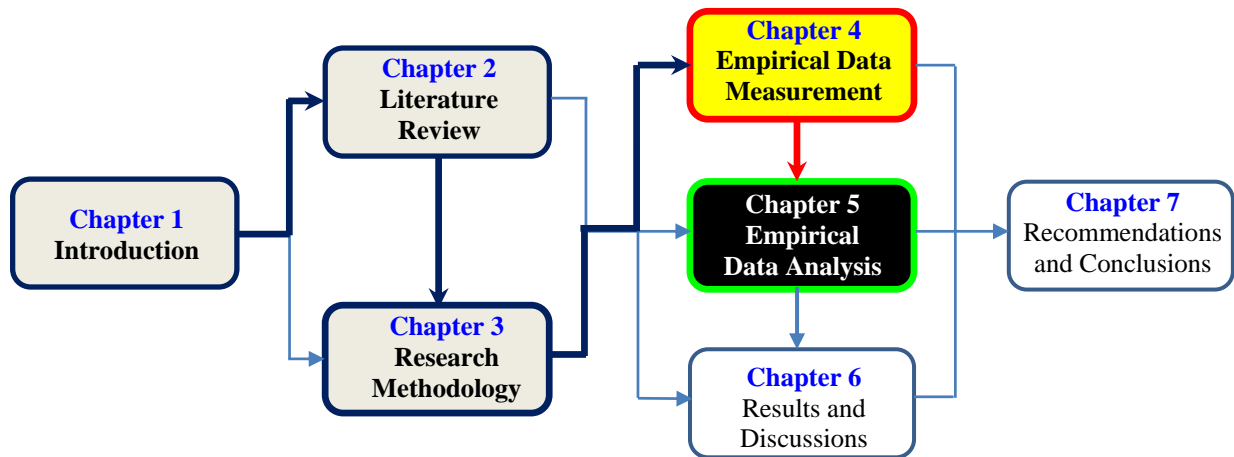 Chapter 1
Introduction
Chapter 2
Literature
Review
Chapter 3
Research
Methodology
Chapter 4
Empirical Data
Measurement
Chapter 5
Empirical
Data Analysis
Chapter 6
Results and
Discussions
Chapter 7
Recommendations
and Conclusions